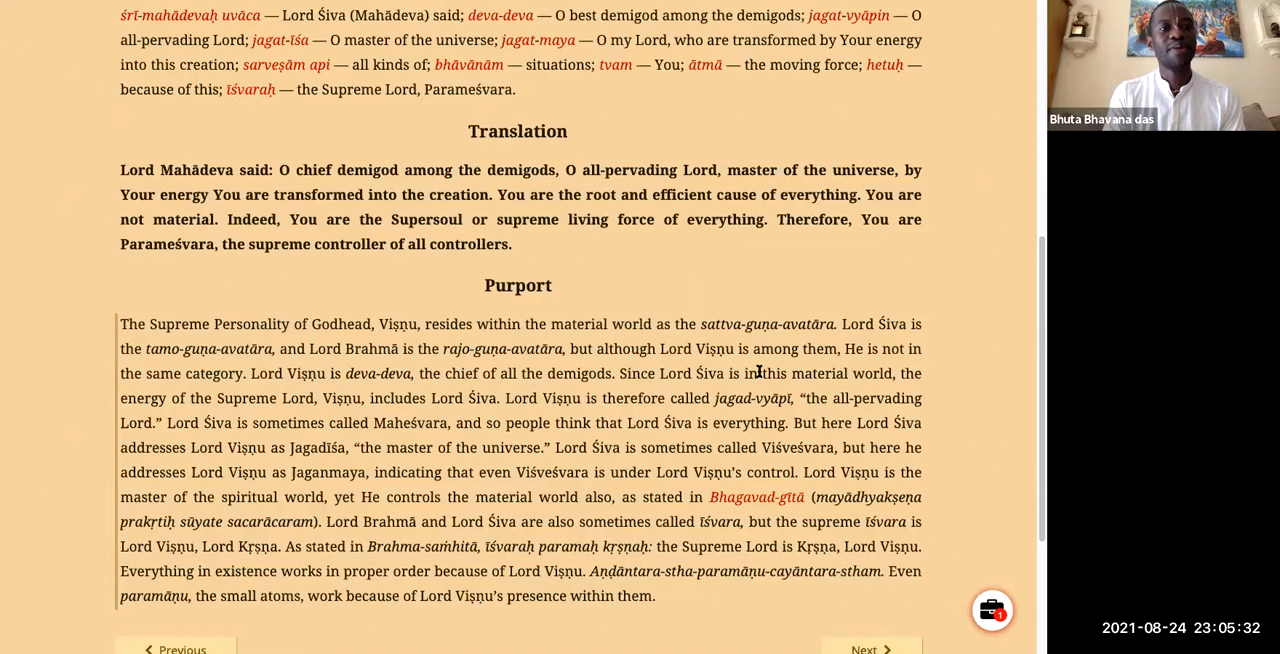 śrī-mahādevaḥ uvāca — Lord Śiva (Mahādeva) said; deva-deva — O best demigod among the demigods; jagat-vyāpin — O
all-pervading Lord; jagat-īśa — O master of the universe; jagat-maya — O my Lord, who are transformed by Your energy
into this creation; sarveṣām api — all kinds of; bhāvānām — situations; tvam — You; ātmā — the moving force; hetuḥ —
because of this; īśvaraḥ — the Supreme Lord, Parameśvara.
Translation
Lord Mahādeva said: O chief demigod among the demigods, O all-pervading Lord, master of the universe, by
Your energy You are transformed into the creation. You are the root and efficient cause of everything. You are
not material. Indeed, You are the Supersoul or supreme living force of everything. Therefore, You are
Parameśvara, the supreme controller of all controllers.
Purport
The Supreme Personality of Godhead, Viṣṇu, resides within the material world as the sattva-guṇa-avatāra. Lord Śiva is
the tamo-guṇa-avatāra, and Lord Brahmā is the rajo-guṇa-avatāra, but although Lord Viṣṇu is among them, He is not in
the same category. Lord Viṣṇu is deva-deva, the chief of all the demigods. Since Lord Śiva is in this material world, the
energy of the Supreme Lord, Viṣṇu, includes Lord Śiva. Lord Viṣṇu is therefore called jagad-vyāpī, “the all-pervading
Lord.” Lord Śiva is sometimes called Maheśvara, and so people think that Lord Śiva is everything. But here Lord Śiva
addresses Lord Viṣṇu as Jagadīśa, “the master of the universe.” Lord Śiva is sometimes called Viśveśvara, but here he
addresses Lord Viṣṇu as Jaganmaya, indicating that even Viśveśvara is under Lord Viṣṇu’s control. Lord Viṣṇu is the
master of the spiritual world, yet He controls the material world also, as stated in Bhagavad-gītā (mayādhyakṣeṇa
prakṛtiḥ sūyate sacarācaram). Lord Brahmā and Lord Śiva are also sometimes called īśvara, but the supreme īśvara is
Lord Viṣṇu, Lord Kṛṣṇa. As stated in Brahma-saṁhitā, īśvaraḥ paramaḥ kṛṣṇaḥ: the Supreme Lord is Kṛṣṇa, Lord Viṣṇu.
Everything in existence works in proper order because of Lord Viṣṇu. Aṇḍāntara-stha-paramāṇu-cayāntara-stham. Even
paramāṇu, the small atoms, work because of Lord Viṣṇu’s presence within them.
Previous
Next
1
Bhuta Bhavana das
2021-08-24 23:05:32